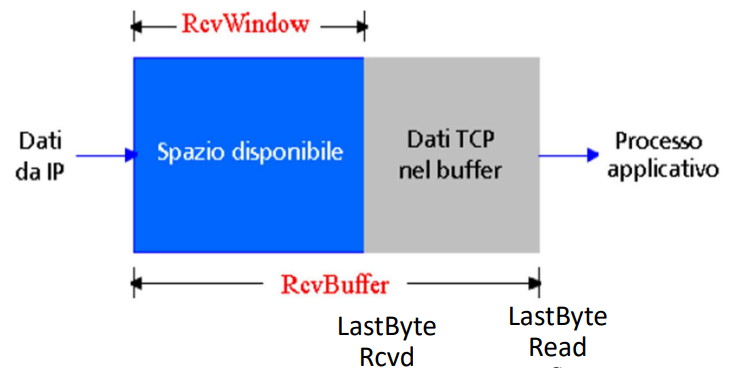 RcvWindow
Dati
da IP
Spazio disponibile
Dati TCP
nel buffer
Processo
applicativo
RcvBuffer
LastByte
Rcvd
LastByte
Read